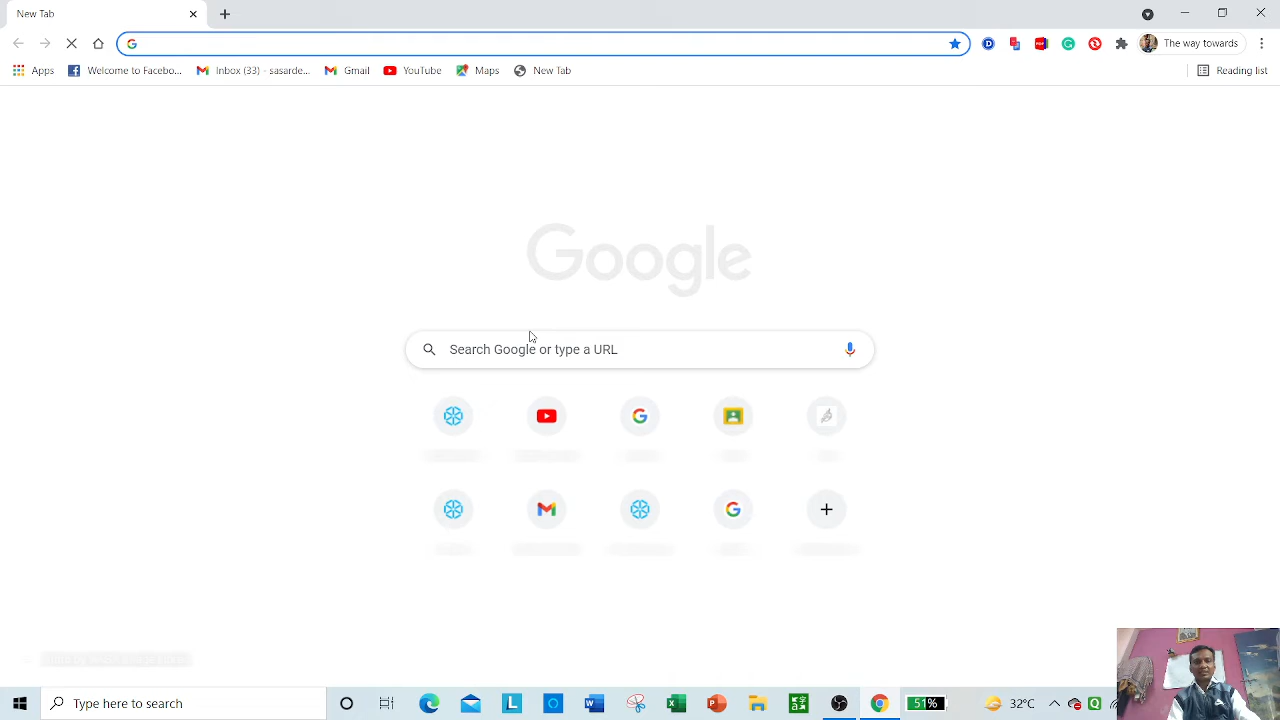 New Tab
The way towards
Apps
Welcome to Facebo...
Inbox (33) - sasarde...
Gmail
YouTube
Maps
New Tab
Reading list
Google
Search Google or type a URL
Type here to search
51%
32°C